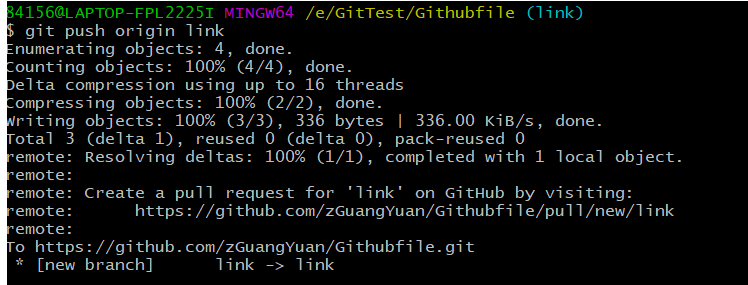 84156@LAPTOP-FPL2225I MINGW64 /e/GitTest/Githubfile (link)
$ git push origin link
Enumerating objects: 4, done.
Counting objects: 100% (4/4), done.
Delta compression using up to 16 threads
Compressing objects: 100% (2/2), done.
Writing objects: 100% (3/3), 336 bytes | 336.00 KiB/s, done.
Total 3 (delta 1), reused 0 (delta 0), pack-reused 0
remote: Resolving deltas: 100% (1/1), completed with 1 local object.
remote:
remote: Create a pull request for 'link' on GitHub by visiting:
remote:      https://github.com/zGuangYuan/Githubfile/pull/new/link
remote:
To https://github.com/zGuangYuan/Githubfile.git
 * [new branch]      link -> link